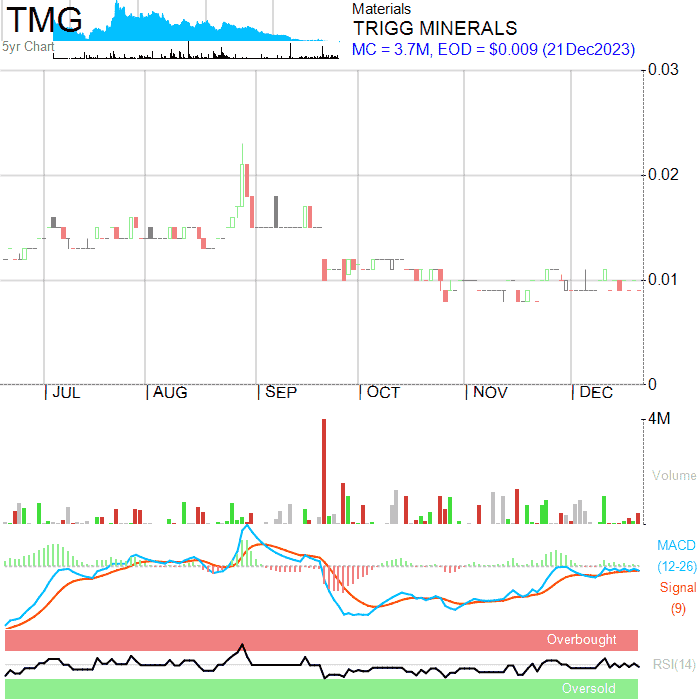 TMG
5yr Chart
Materials
TRIGG MINERALS
MC = 3.7M, EOD = $0.009 (21Dec2023)
0.03
0.02
0.01
0
JUL AUG SEP OCT NOV DEC
4M
Volume
MACD
(12-26)
Signal
(9)
Overbought
RSI(14)
Oversold